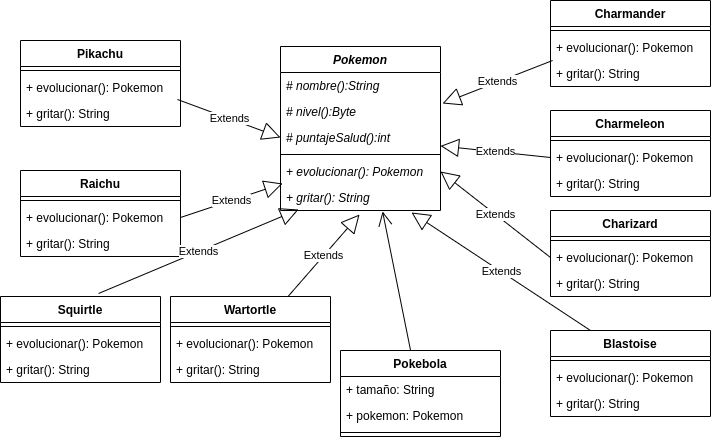 Pikachu
+ evolucionar(): Pokemon
+ gritar(): String
Extends
Pokemon
# nombre():String
# nivel():Byte
# puntajeSalud():int
+ evolucionar(): Pokemon
+ gritar(): String
Charmander
+ evolucionar(): Pokemon
+ gritar(): String
Extends
Charmeleon
+ evolucionar(): Pokemon
+ gritar(): String
Extends
Raichu
+ evolucionar(): Pokemon
+ gritar(): String
Extends
Charizard
+ evolucionar(): Pokemon
+ gritar(): String
Extends
Squirtle
+ evolucionar(): Pokemon
+ gritar(): String
Extends
Wartortle
+ evolucionar(): Pokemon
+ gritar(): String
Extends
Pokebola
+ tamaño: String
+ pokemon: Pokemon
Extends
Blastoise
+ evolucionar(): Pokemon
+ gritar(): String